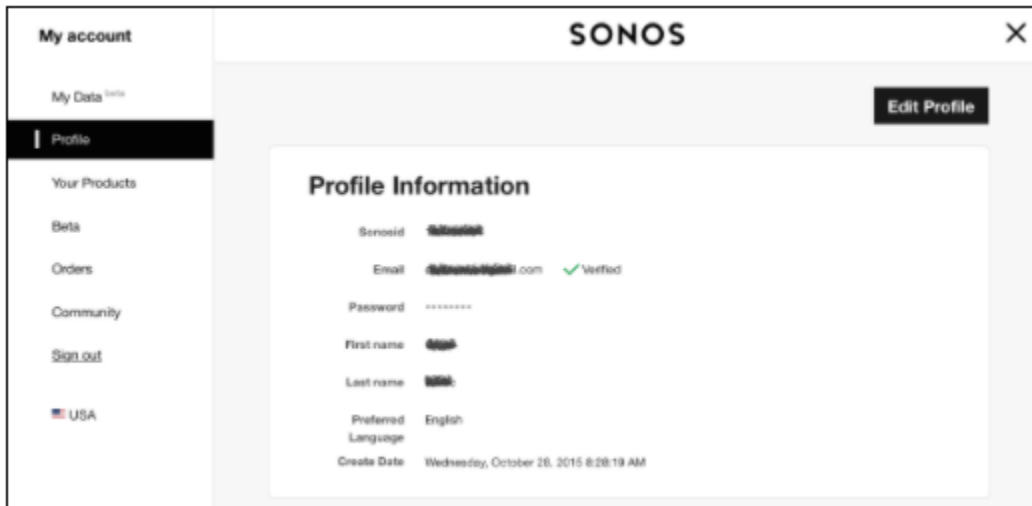 My account
SONOS
My Data beta
Edit Profile
Profile
Your Products
Beta
Orders
Community
Sign out
USA
Profile Information
Sonosid
Email .com Verified
Password --------
First name
Last name
Preferred Language English
Create Date Wednesday, October 28, 2015 8:28:19 AM